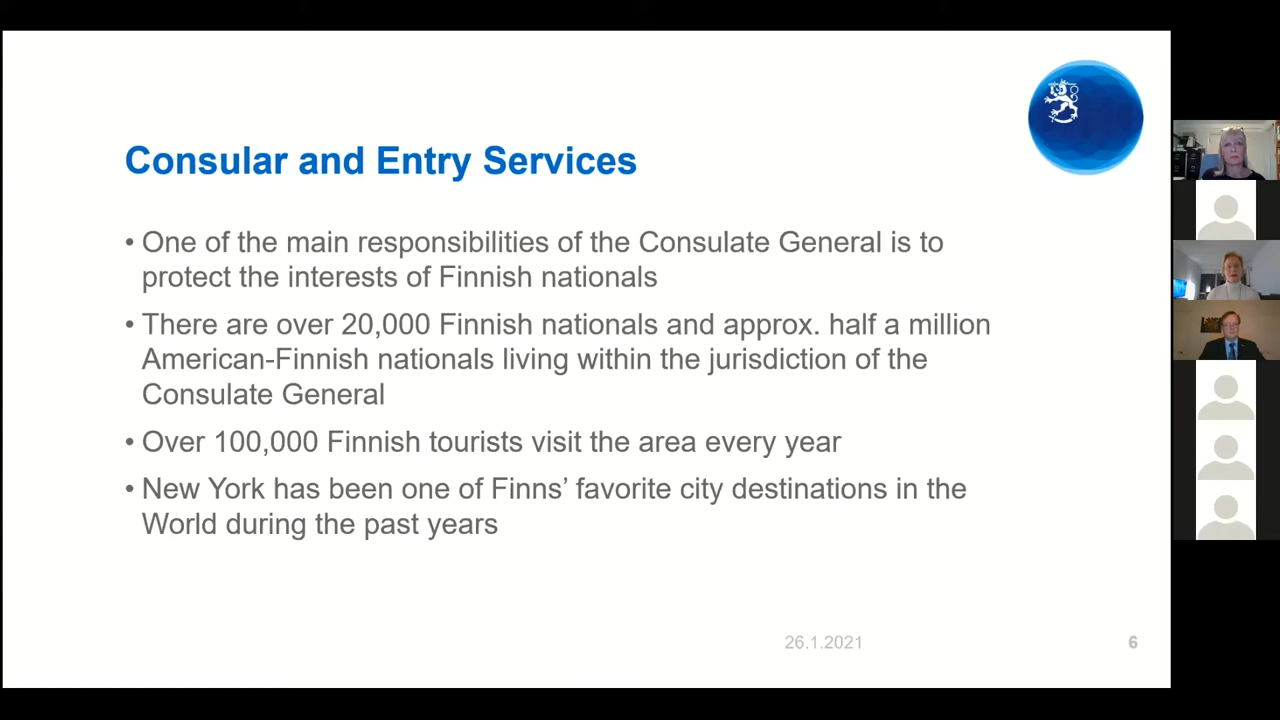 Consular and Entry Services
• One of the main responsibilities of the Consulate General is to
protect the interests of Finnish nationals
• There are over 20,000 Finnish nationals and approx. half a million
American-Finnish nationals living within the jurisdiction of the
Consulate General
• Over 100,000 Finnish tourists visit the area every year
• New York has been one of Finns’ favorite city destinations in the
World during the past years
26.1.2021
6